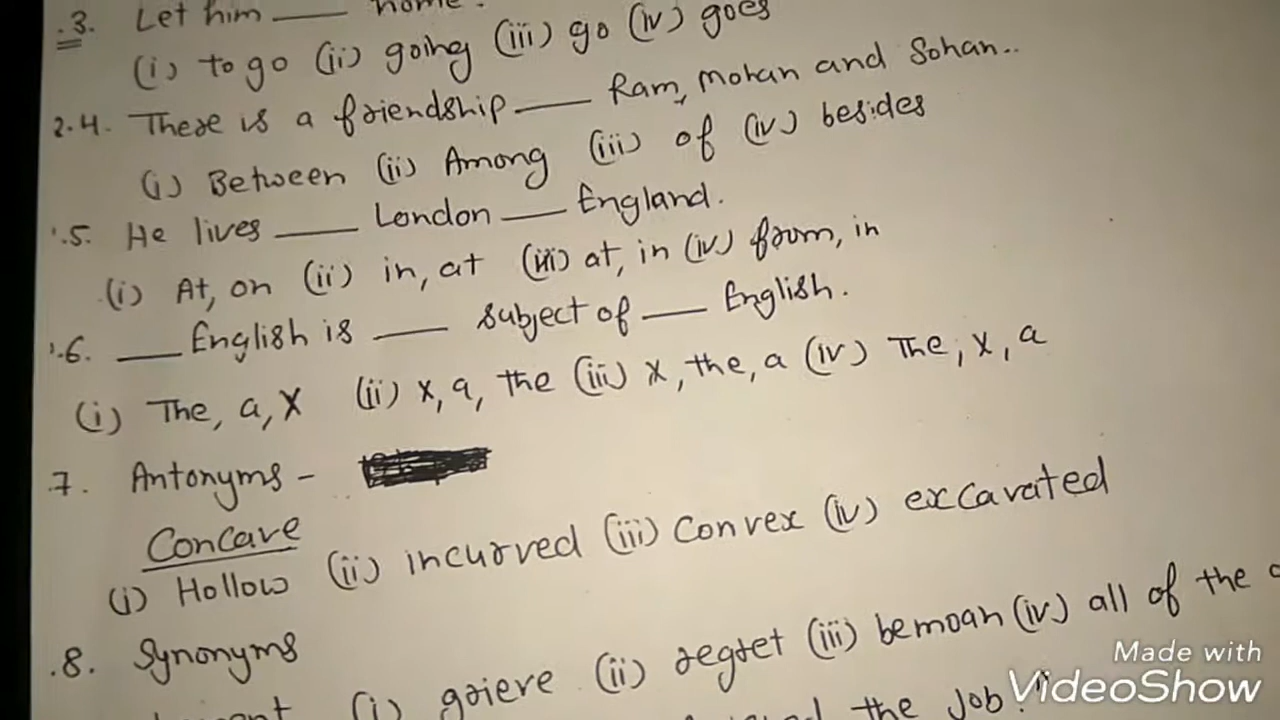 .3. Let him ___ home.
(i) to go (ii) going (iii) go (iv) goes
2.4. There is a friendship ___ Ram, Mohan and Sohan..
(i) Between (ii) Among (iii) of (iv) besides
.5. He lives ___ London ___ England.
(i) At, on (ii) in, at (iii) at, in (iv) from, in
.6. ___ English is ___ subject of ___ English.
(i) The, a, X (ii) X, a, the (iii) X, the, a (iv) The, X, a
.7. Antonyms -
Concave
(i) Hollow (ii) incurved (iii) Convex (iv) excavated
.8. Synonyms
(i) grieve (ii) regret (iii) bemoan (iv) all of the
the job."
Made with
VideoShow